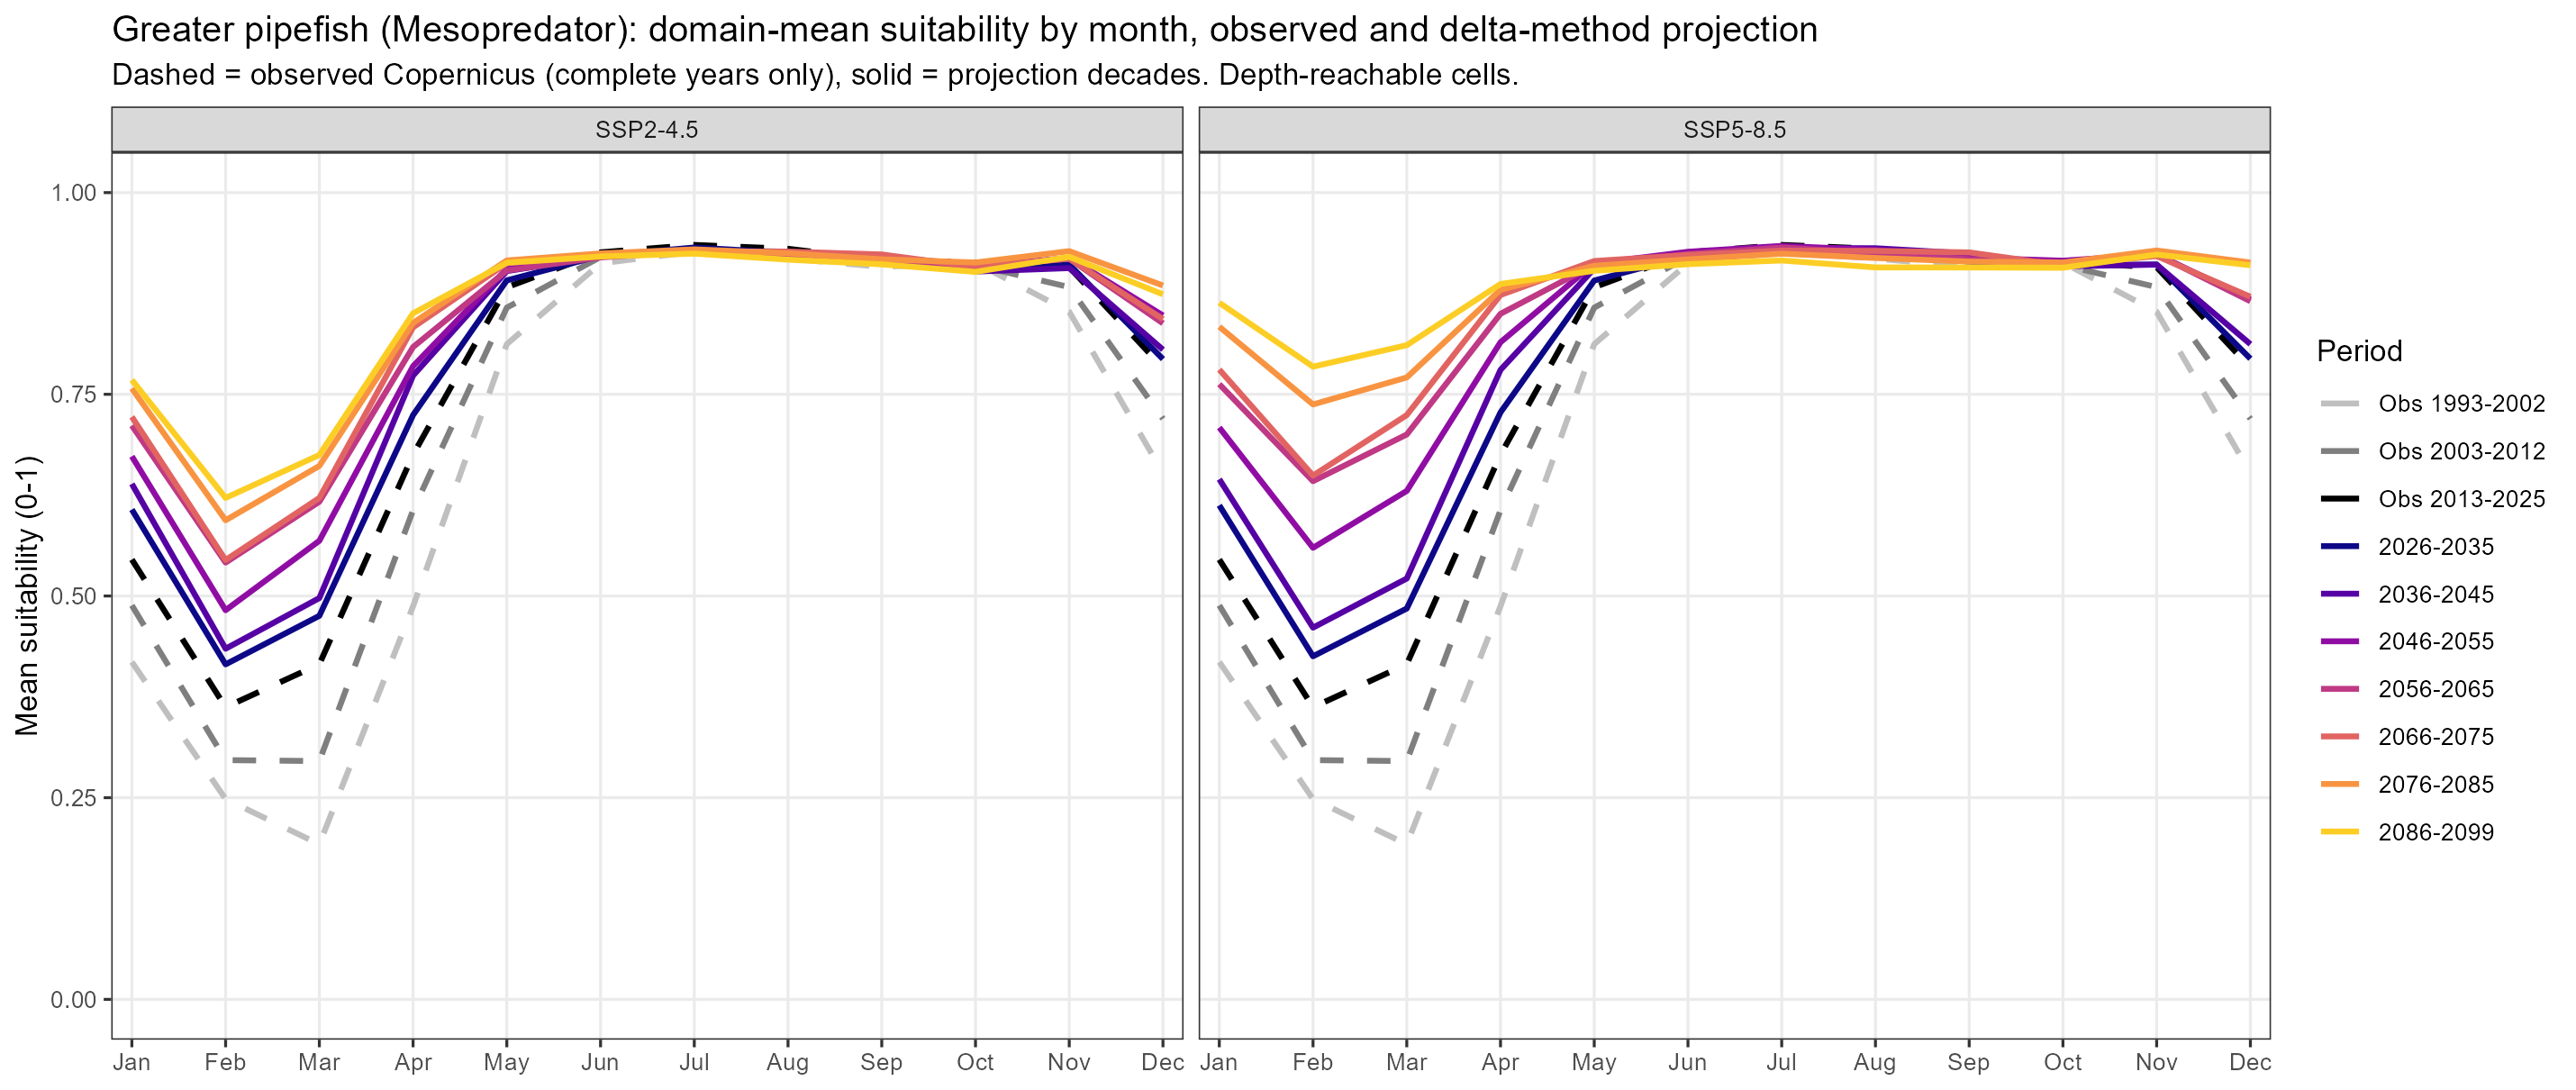 Greater pipefish (Mesopredator): domain-mean suitability by month, observed and delta-method projection
Dashed = observed Copernicus (complete years only), solid = projection decades. Depth-reachable cells.
SSP2-4.5
SSP5-8.5
Mean suitability (0-1)
1.00
0.75
0.50
0.25
0.00
Jan Feb Mar Apr May Jun Jul Aug Sep Oct Nov Dec
Jan Feb Mar Apr May Jun Jul Aug Sep Oct Nov Dec
Period
Obs 1993-2002
Obs 2003-2012
Obs 2013-2025
2026-2035
2036-2045
2046-2055
2056-2065
2066-2075
2076-2085
2086-2099